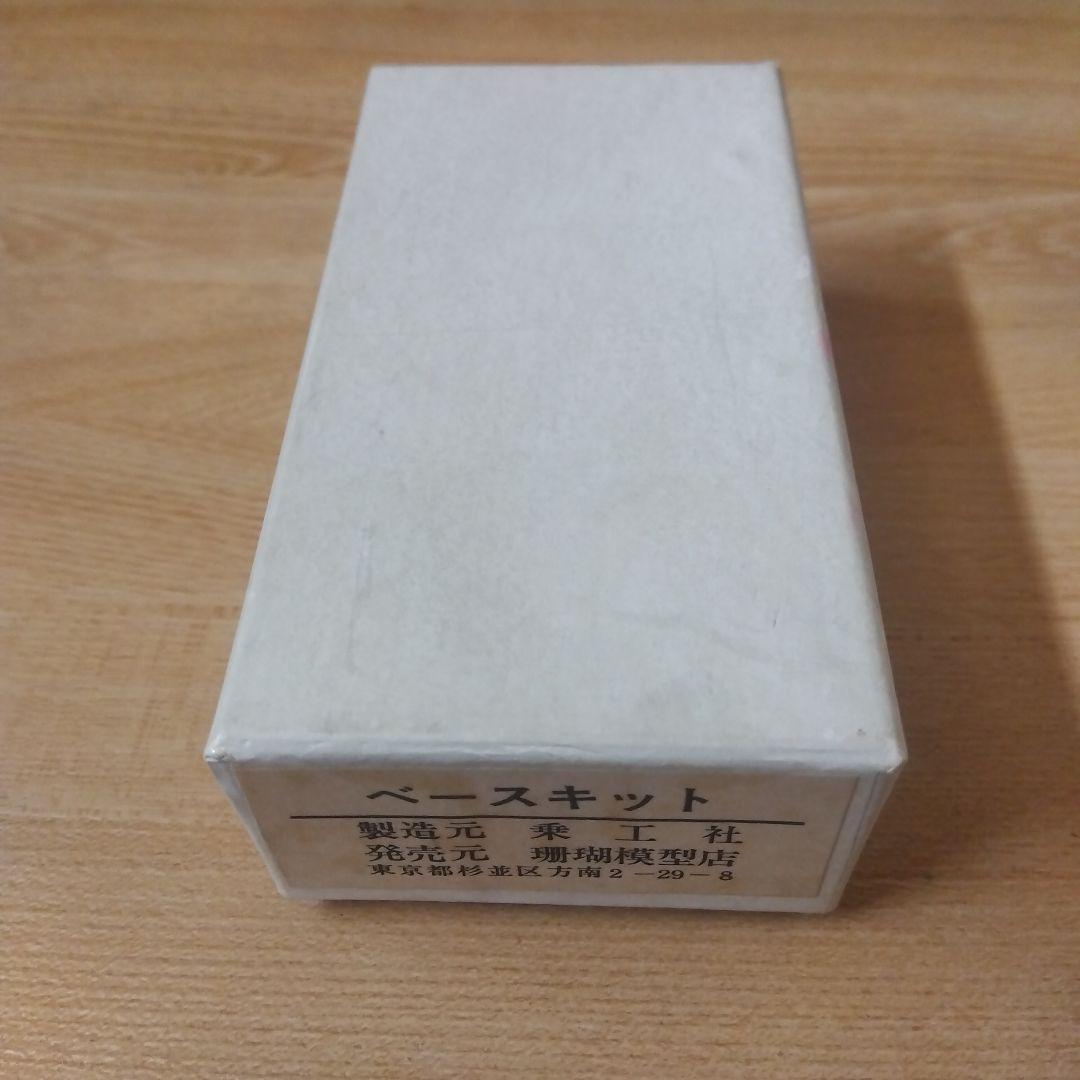 ベースキット
製造元 乗工社
発売元 珊瑚模型店
東京都杉並区方南2-29-8